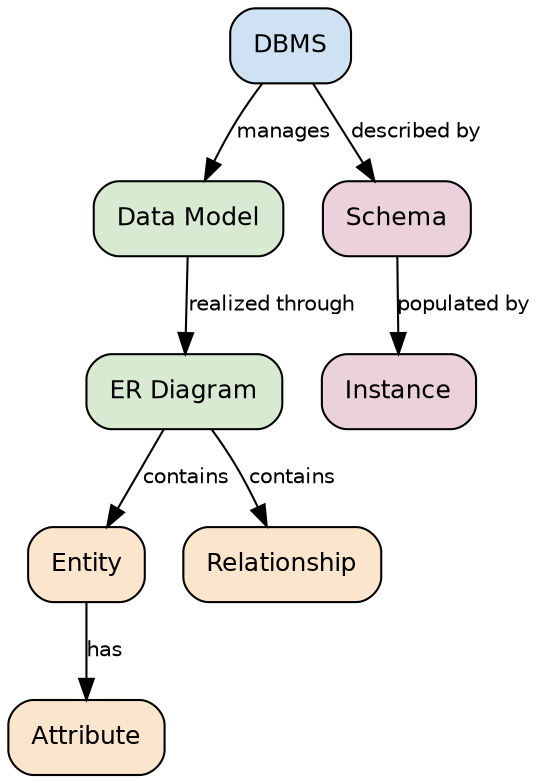 DBMS
manages
described by
Data Model
Schema
realized through
populated by
ER Diagram
Instance
contains
contains
Entity
Relationship
has
Attribute